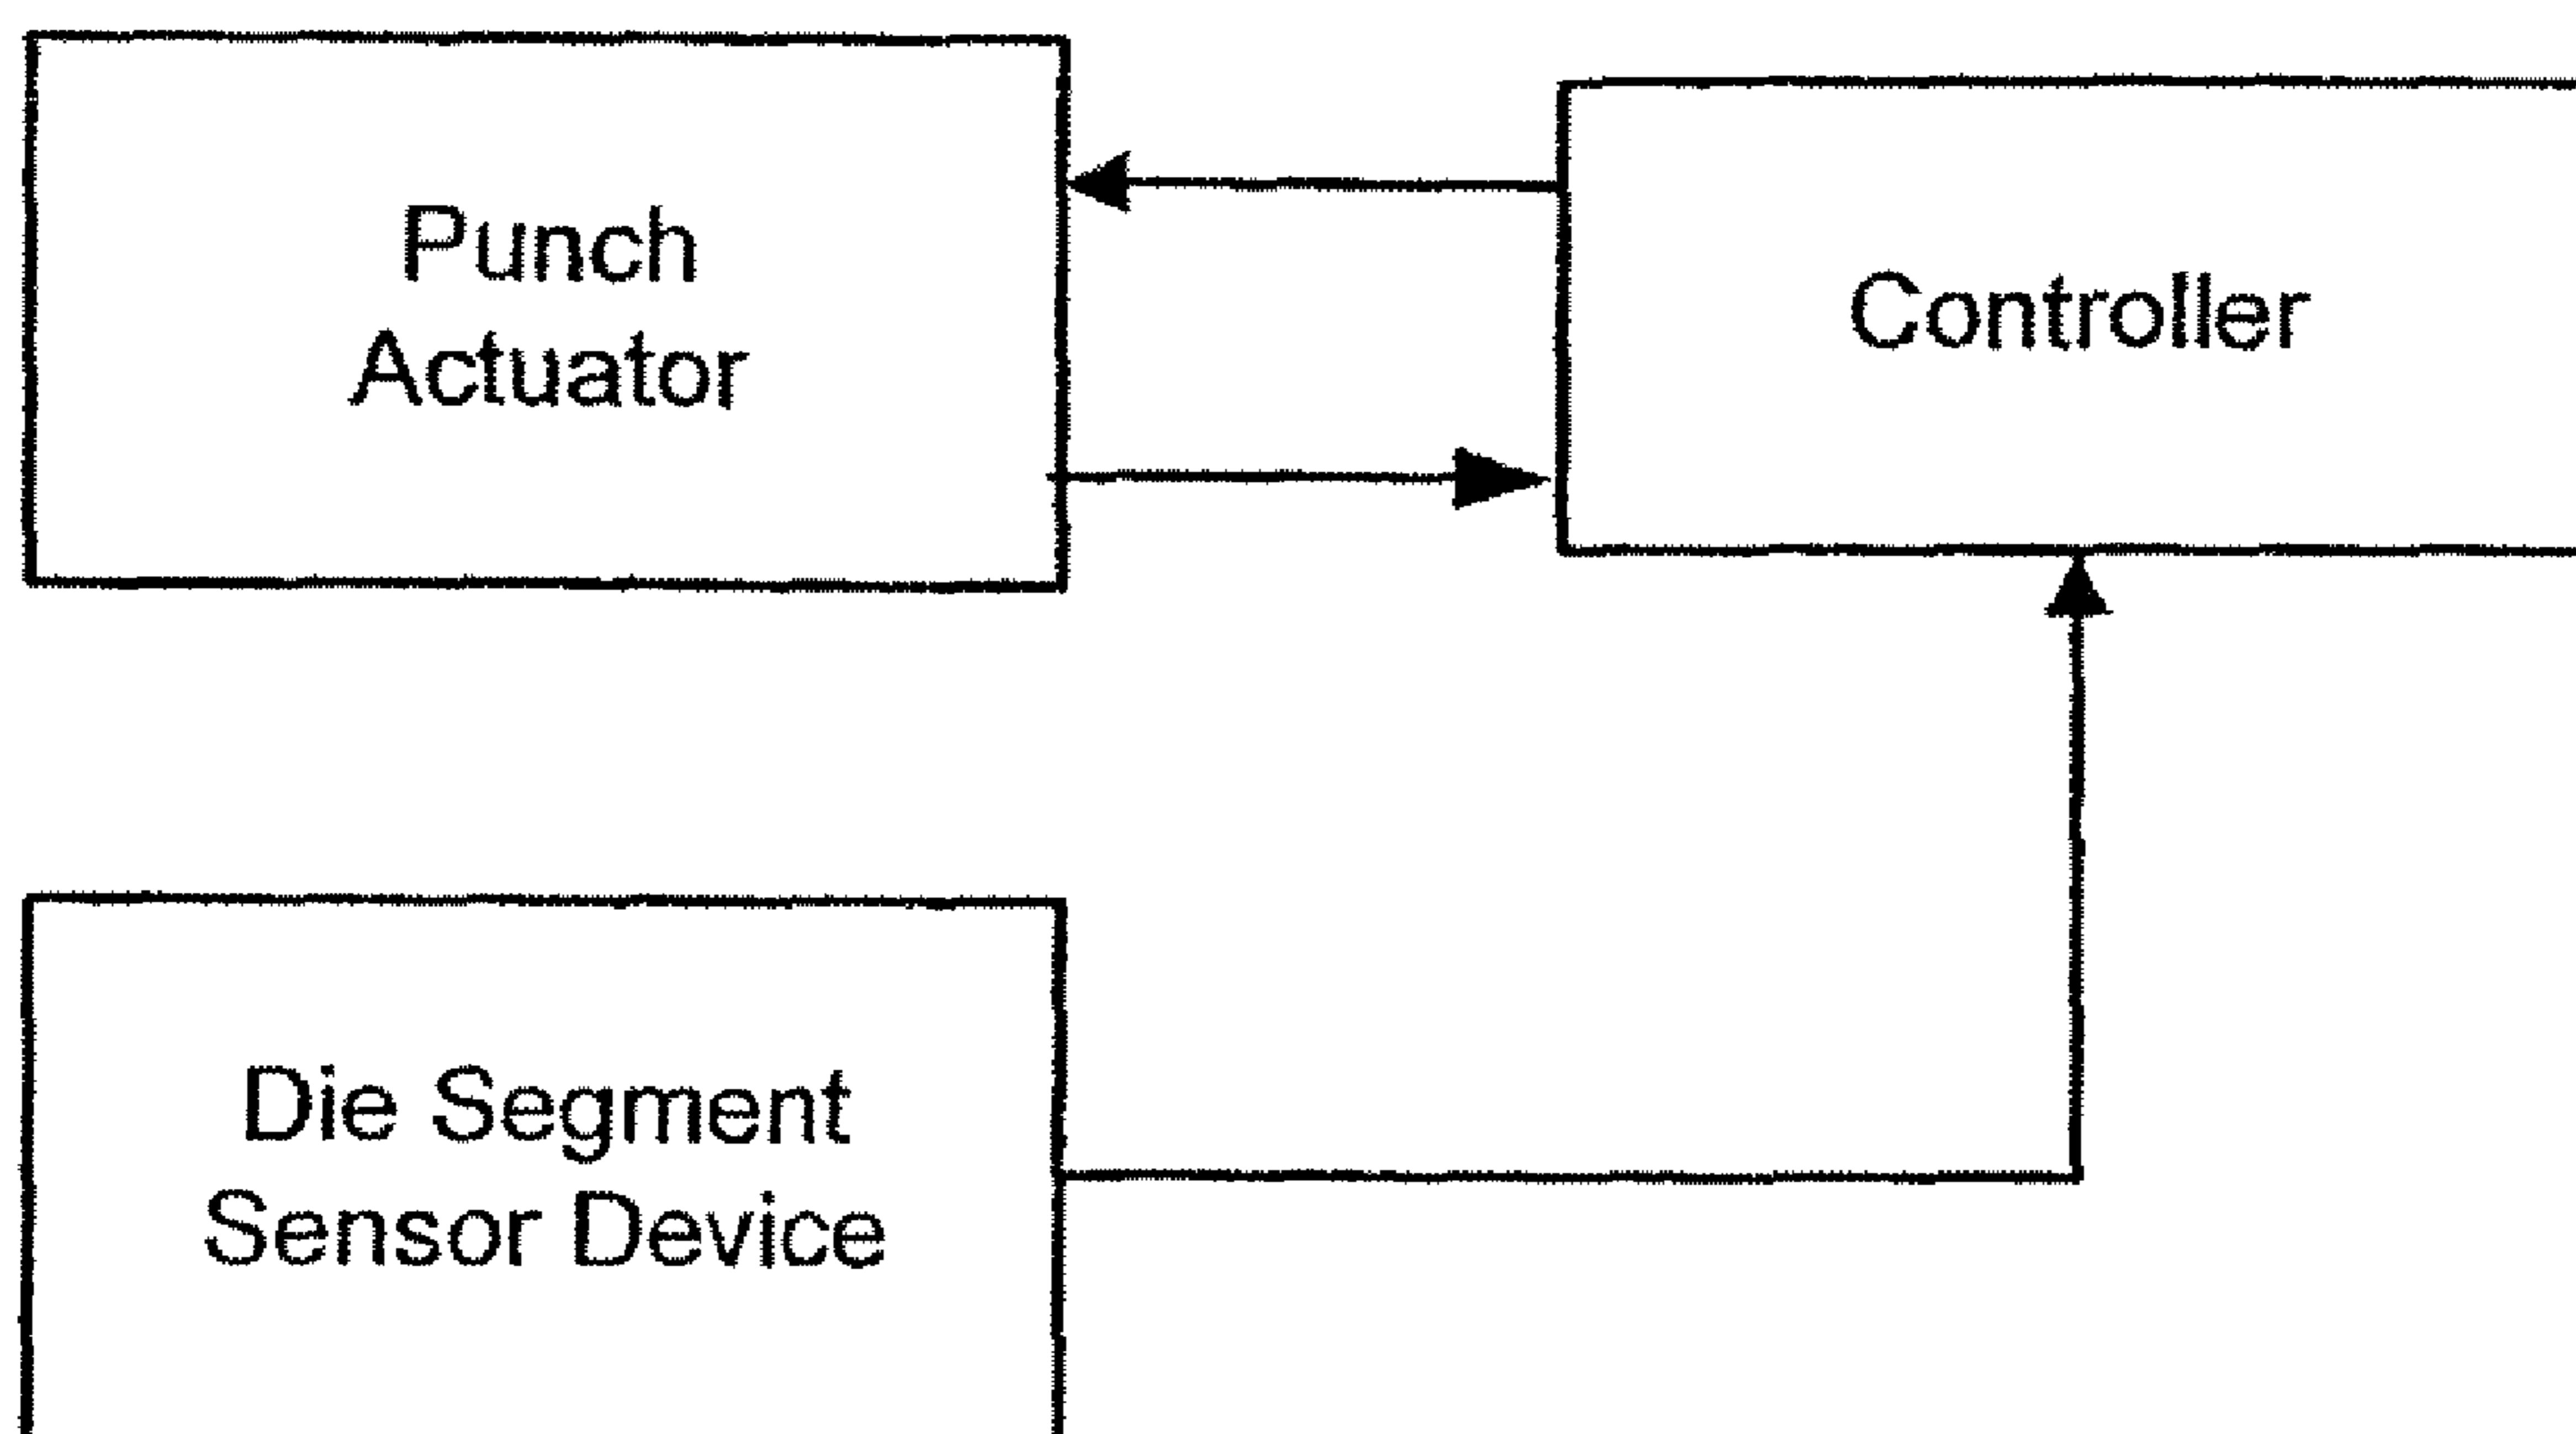 Punch
Actuator
Controller
Die Segment
Sensor Device